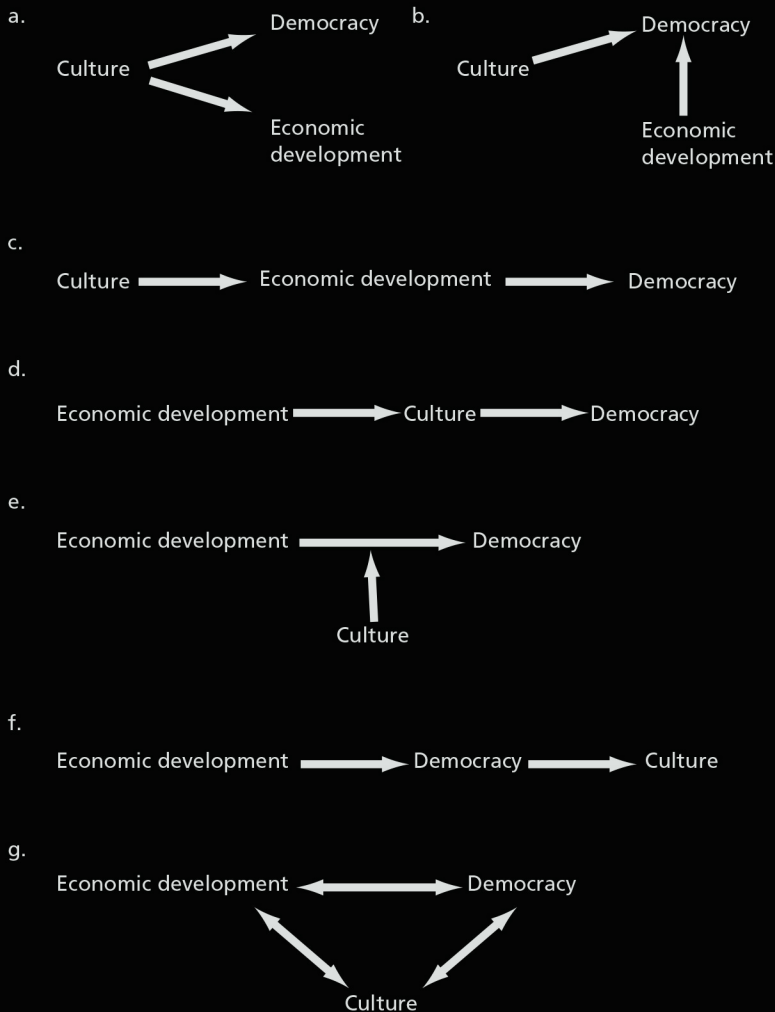 a.
Democracy
Culture
Economic
development
b.
Democracy
Culture
Economic
development
c.
Culture Economic development Democracy
d.
Economic development Culture Democracy
e.
Economic development Democracy
Culture
f.
Economic development Democracy Culture
g.
Economic development Democracy
Culture